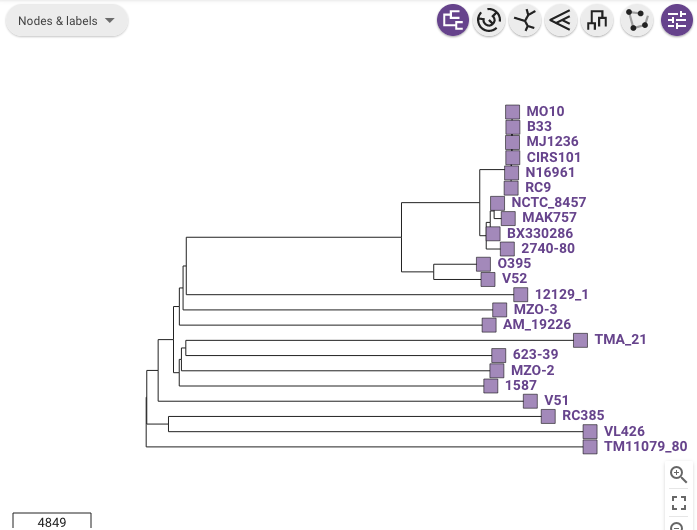 Nodes & labels
MO10
B33
MJ1236
CIRS101
N16961
RC9
NCTC_8457
MAK757
BX330286
2740-80
O395
V52
12129_1
MZO-3
AM_19226
TMA_21
623-39
MZO-2
1587
V51
RC385
VL426
TM11079_80
4849